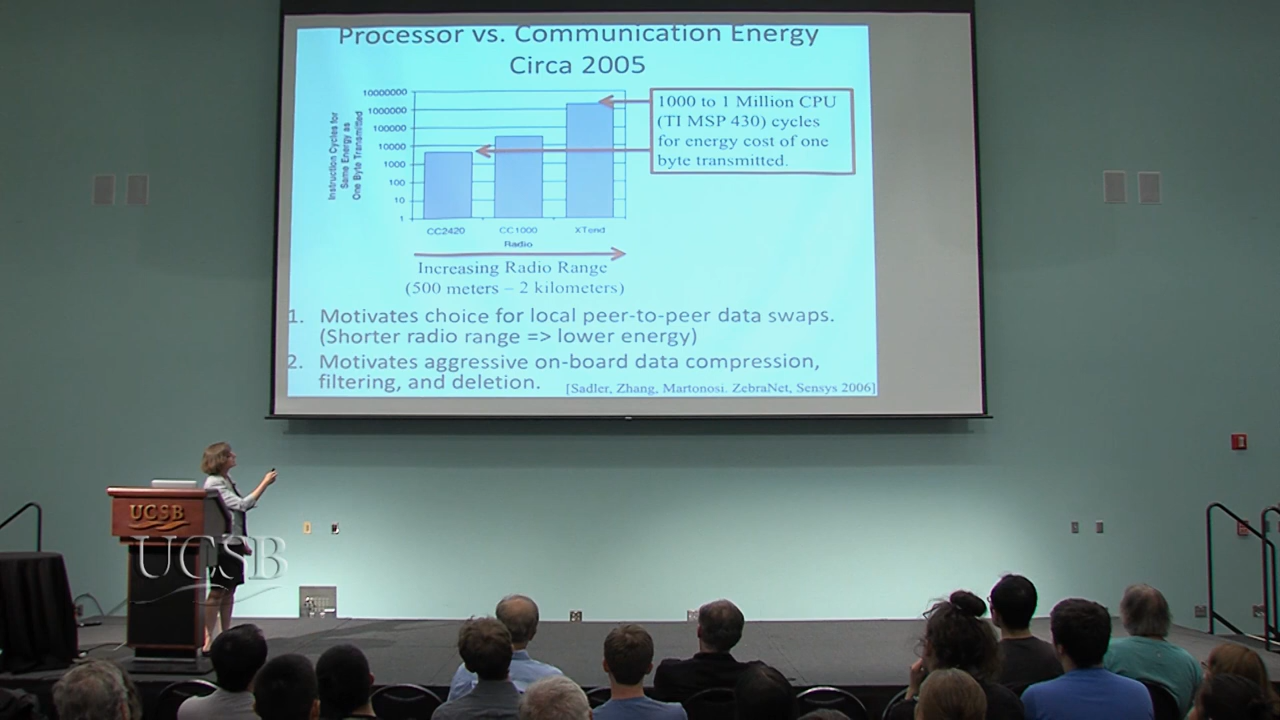 Processor vs. Communication Energy
Circa 2005
10000000
1000000
100000
10000
1000
100
10
1
Instruction Cycles for
Same Energy as
One Byte Transmitted
CC2420 CC1000 XTend
Radio
1000 to 1 Million CPU
(TI MSP 430) cycles
for energy cost of one
byte transmitted.
Increasing Radio Range
(500 meters – 2 kilometers)
1. Motivates choice for local peer-to-peer data swaps.
(Shorter radio range => lower energy)
2. Motivates aggressive on-board data compression,
filtering, and deletion.
[Sadler, Zhang, Martonosi. ZebraNet, Sensys 2006]
UCSB
UCSB